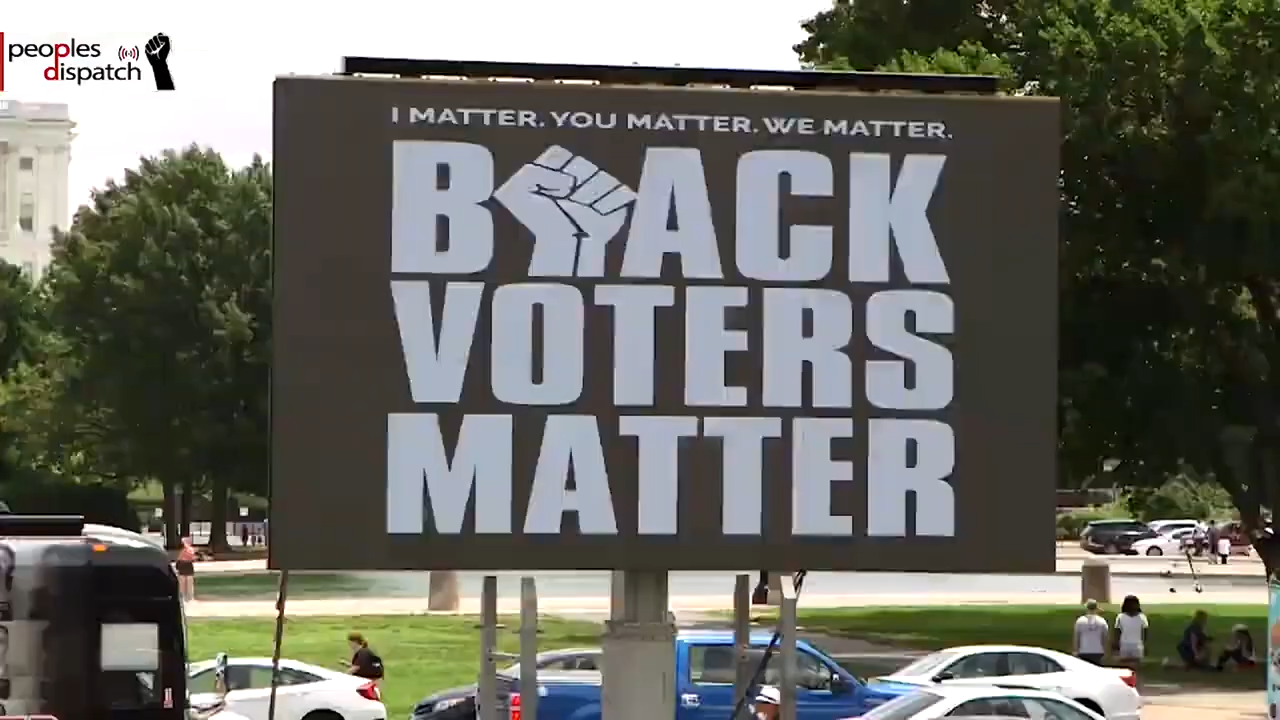 peoples
dispatch
I MATTER. YOU MATTER. WE MATTER.
BLACK
VOTERS
MATTER